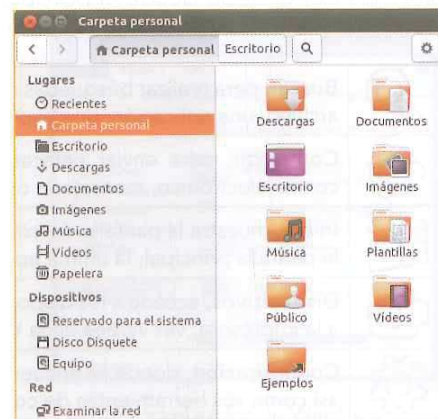 Carpeta personal
Carpeta personal Escritorio
Lugares
Recientes
Carpeta personal
Escritorio
Descargas
Documentos
Imágenes
Música
Vídeos
Papelera
Dispositivos
Reservado para el sistema
Disco Disquete
Equipo
Red
Examinar la red
Descargas Documentos
Escritorio Imágenes
Música Plantillas
Público Vídeos
Ejemplos